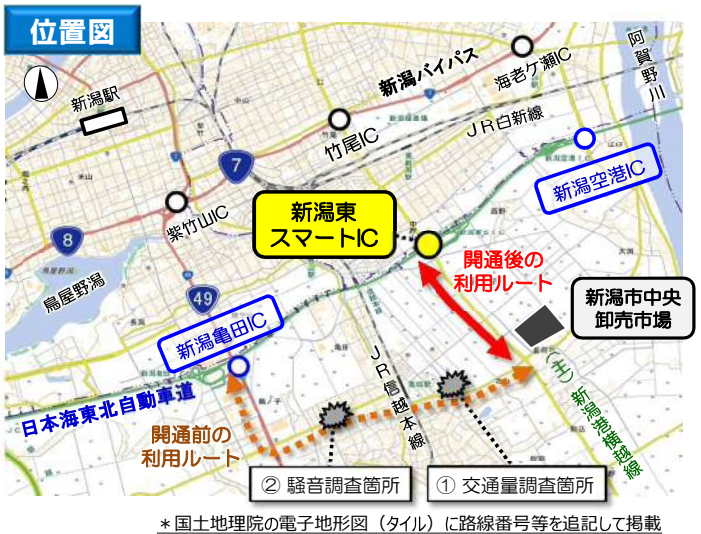 位置図
新潟駅
新潟バイパス
海老ケ瀬IC
阿賀野川
竹尾IC
JR白新線
7
新潟空港IC
紫竹山IC
新潟東
スマートIC
8
開通後の
利用ルート
鳥屋野潟
49
新潟市中央
卸売市場
新潟亀田IC
JR信越本線
(主)新潟港横越線
日本海東北自動車道
開通前の
利用ルート
② 騒音調査箇所
① 交通量調査箇所
*国土地理院の電子地形図（タイル）に路線番号等を追記して掲載